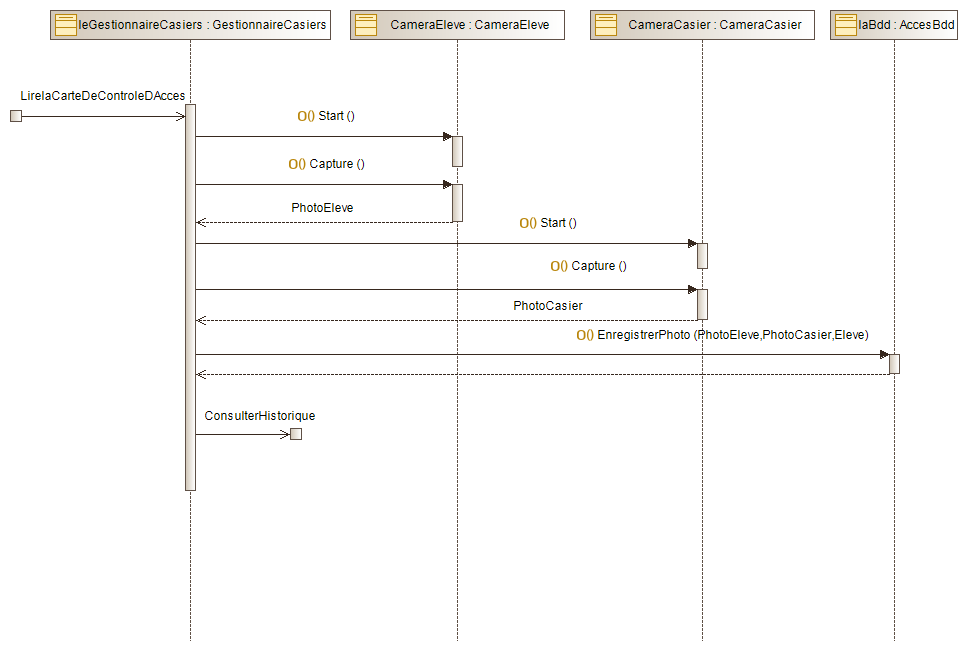 leGestionnaireCasiers : GestionnaireCasiers
CameraEleve : CameraEleve
CameraCasier : CameraCasier
laBdd : AccesBdd
LirelaCarteDeControleDAcces
O() Start ()
O() Capture ()
PhotoEleve
O() Start ()
O() Capture ()
PhotoCasier
O() EnregistrerPhoto (PhotoEleve,PhotoCasier,Eleve)
ConsulterHistorique